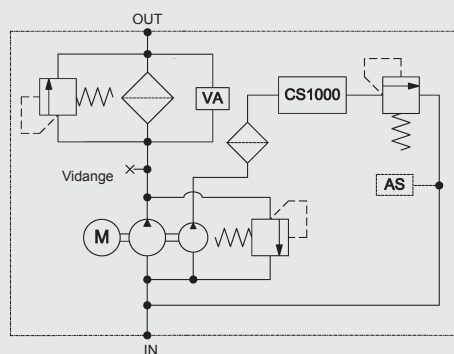 OUT
VA
CS1000
Vidange
AS
M
IN